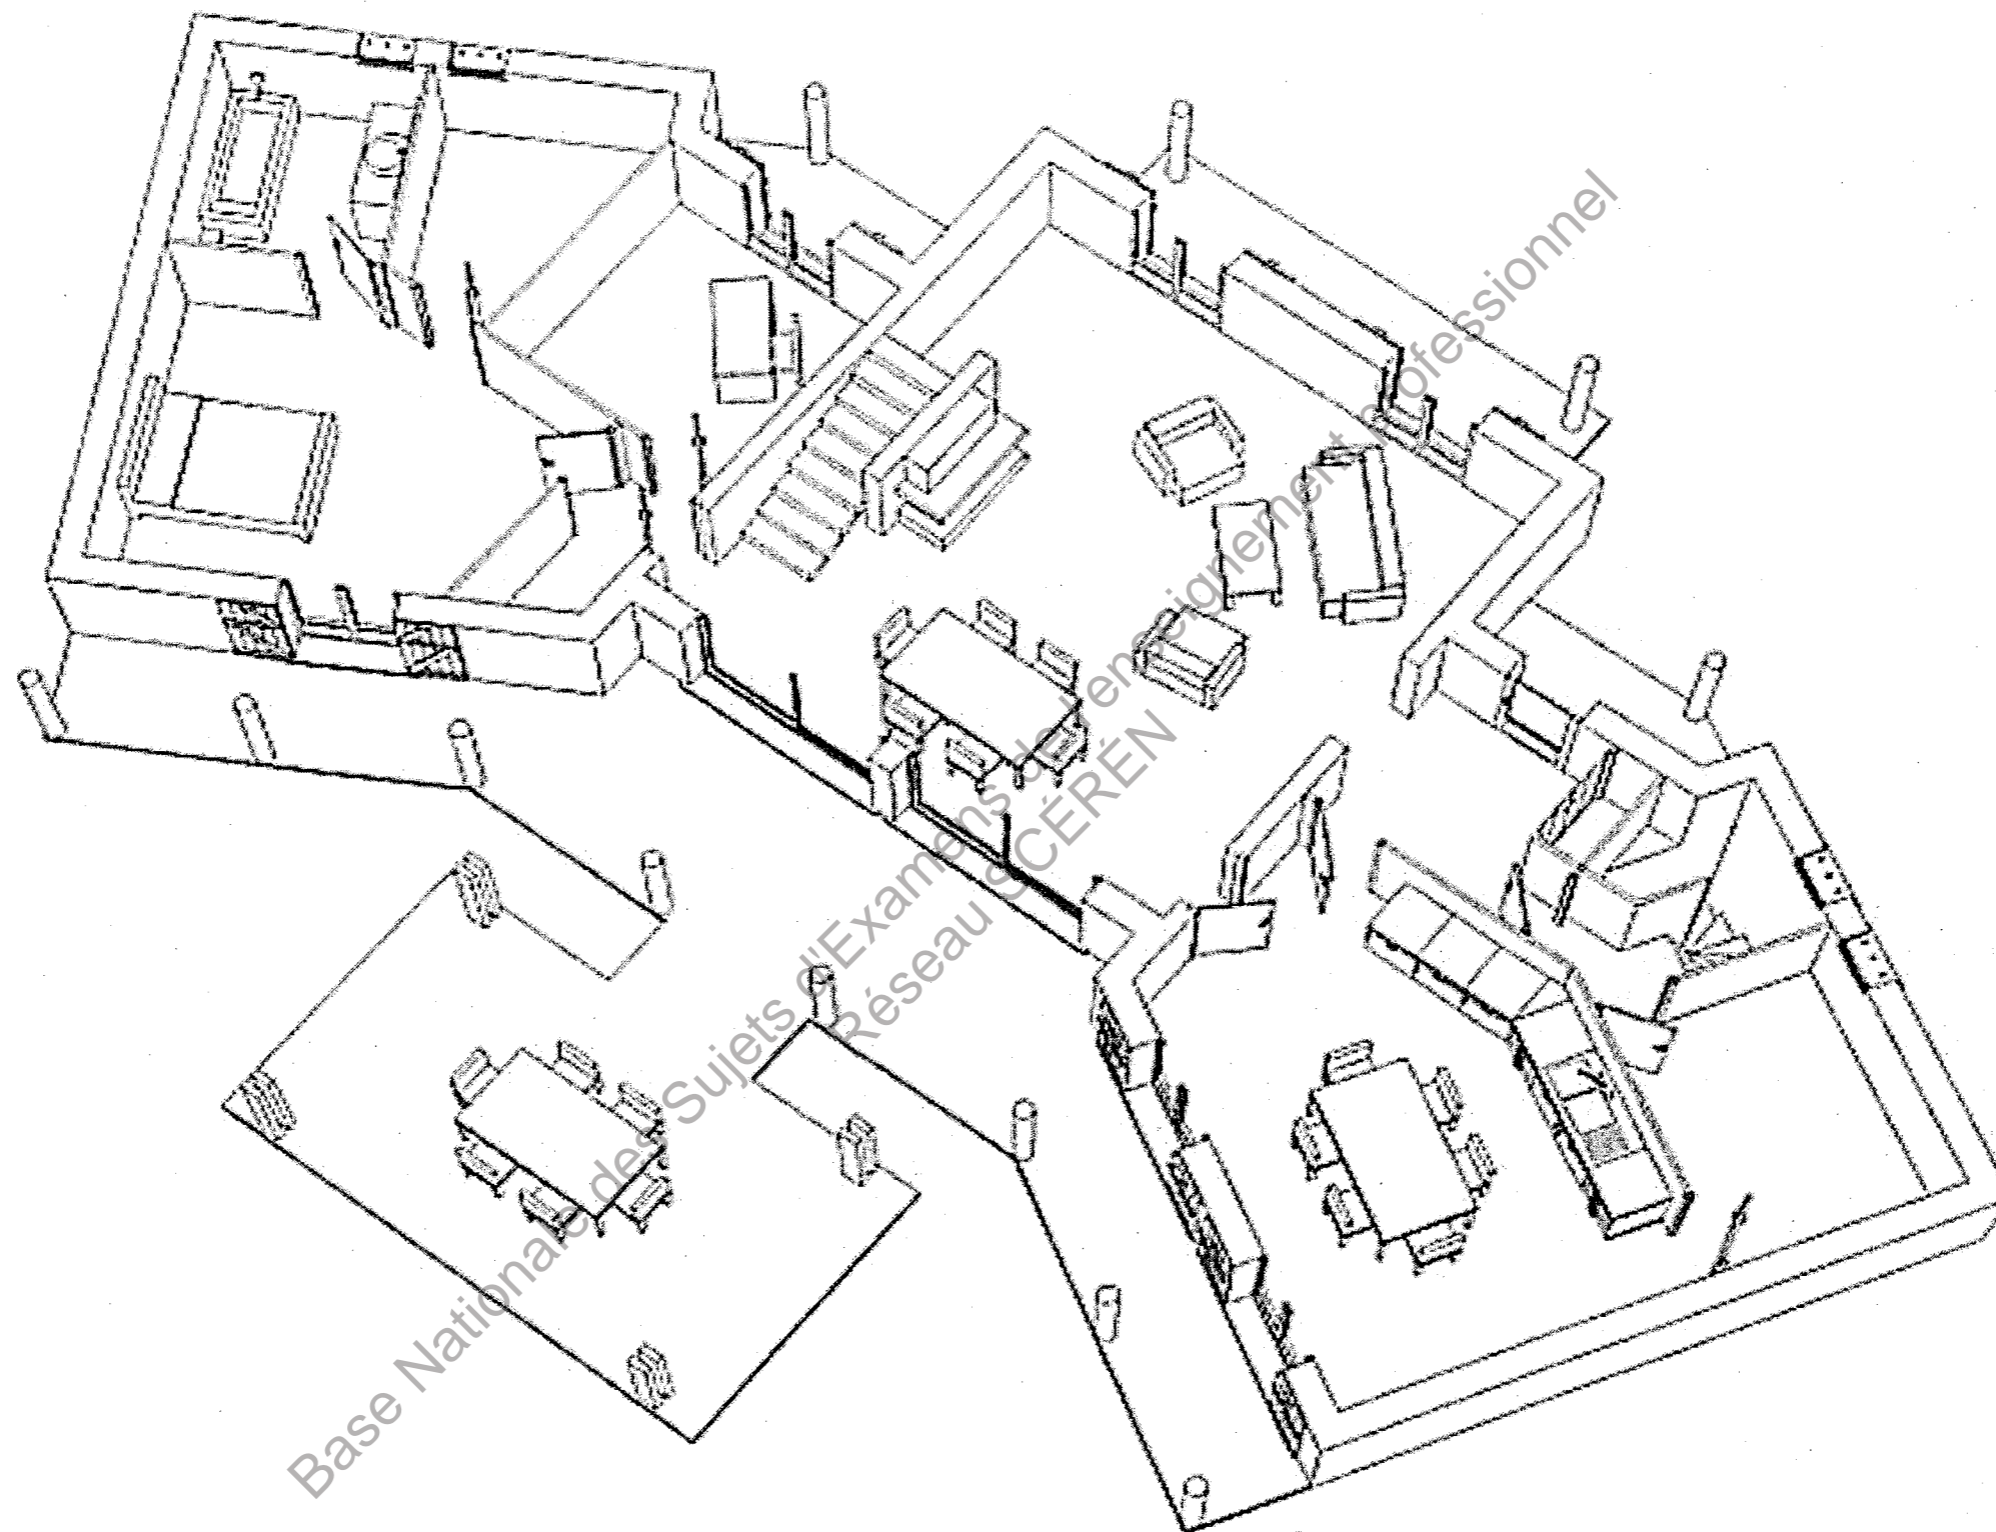 Base Nationale des Sujets d'Examens de l'enseignement professionnel
Réseau SCÉRÉN